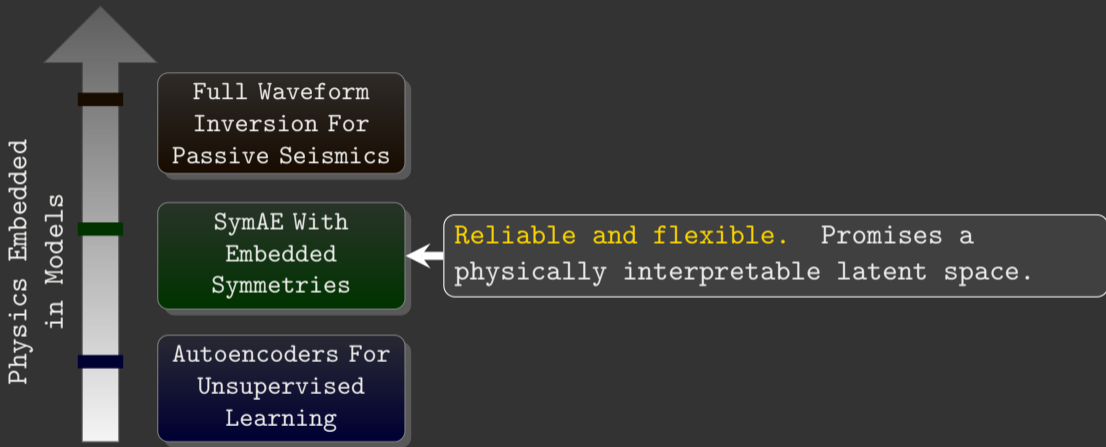 Physics Embedded
in Models
Full Waveform
Inversion For
Passive Seismics
SymAE With
Embedded
Symmetries
Reliable and flexible. Promises a
physically interpretable latent space.
Autoencoders For
Unsupervised
Learning